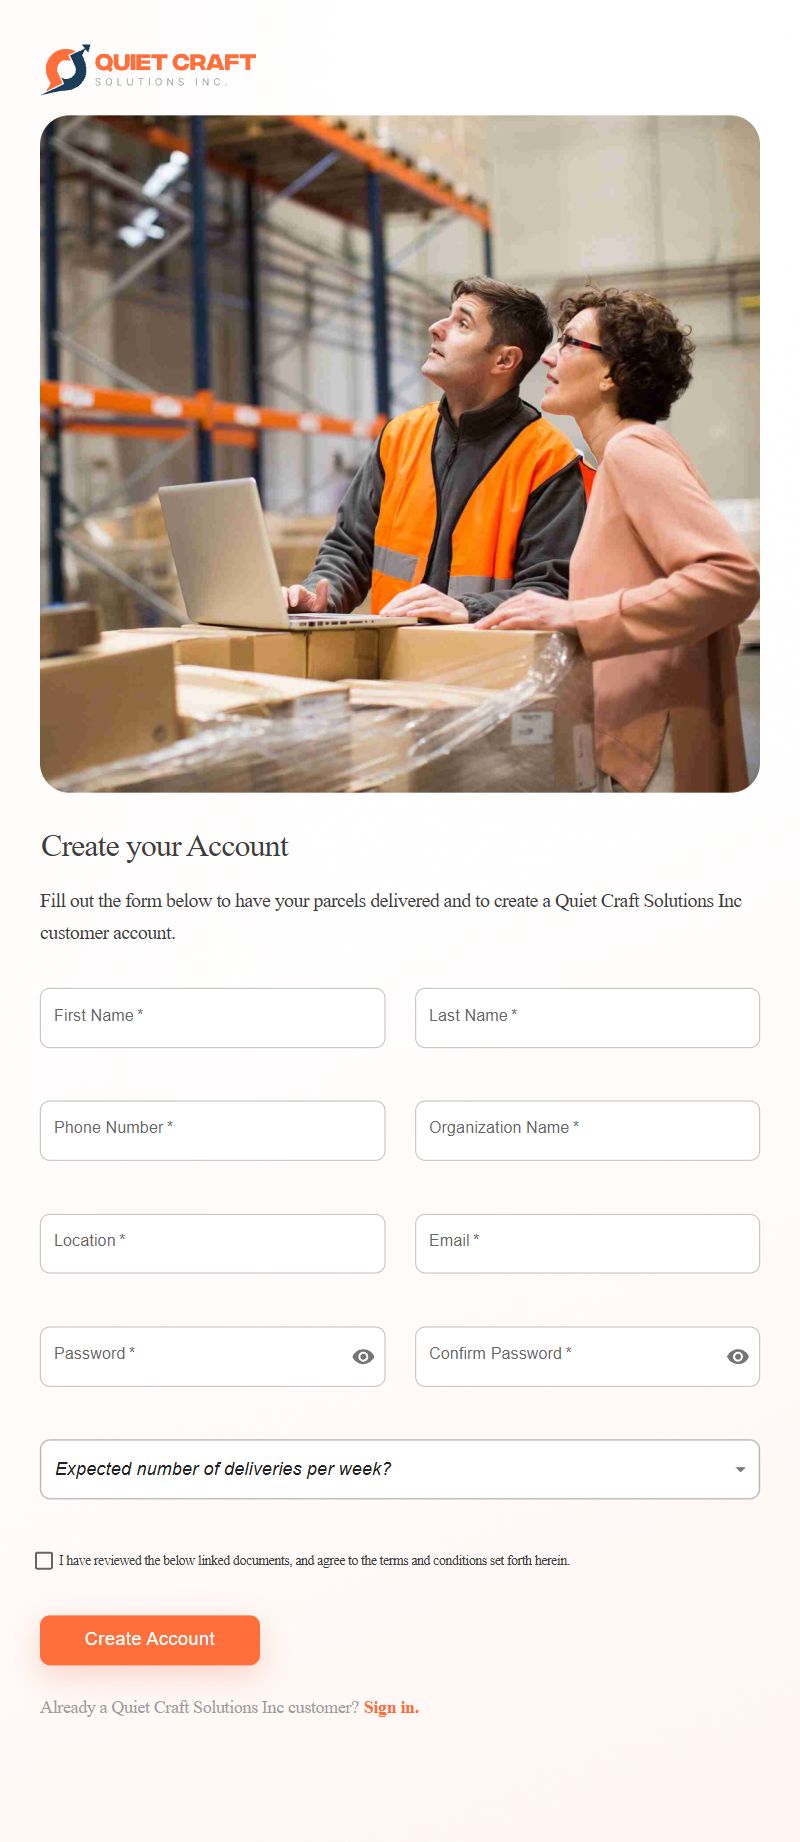 QUIET CRAFT
SOLUTIONS INC.
Create your Account
Fill out the form below to have your parcels delivered and to create a Quiet Craft Solutions Inc
customer account.
First Name *
Last Name *
Phone Number *
Organization Name *
Location *
Email *
Password *
Confirm Password *
Expected number of deliveries per week?
I have reviewed the below linked documents, and agree to the terms and conditions set forth herein.
Create Account
Already a Quiet Craft Solutions Inc customer? Sign in.